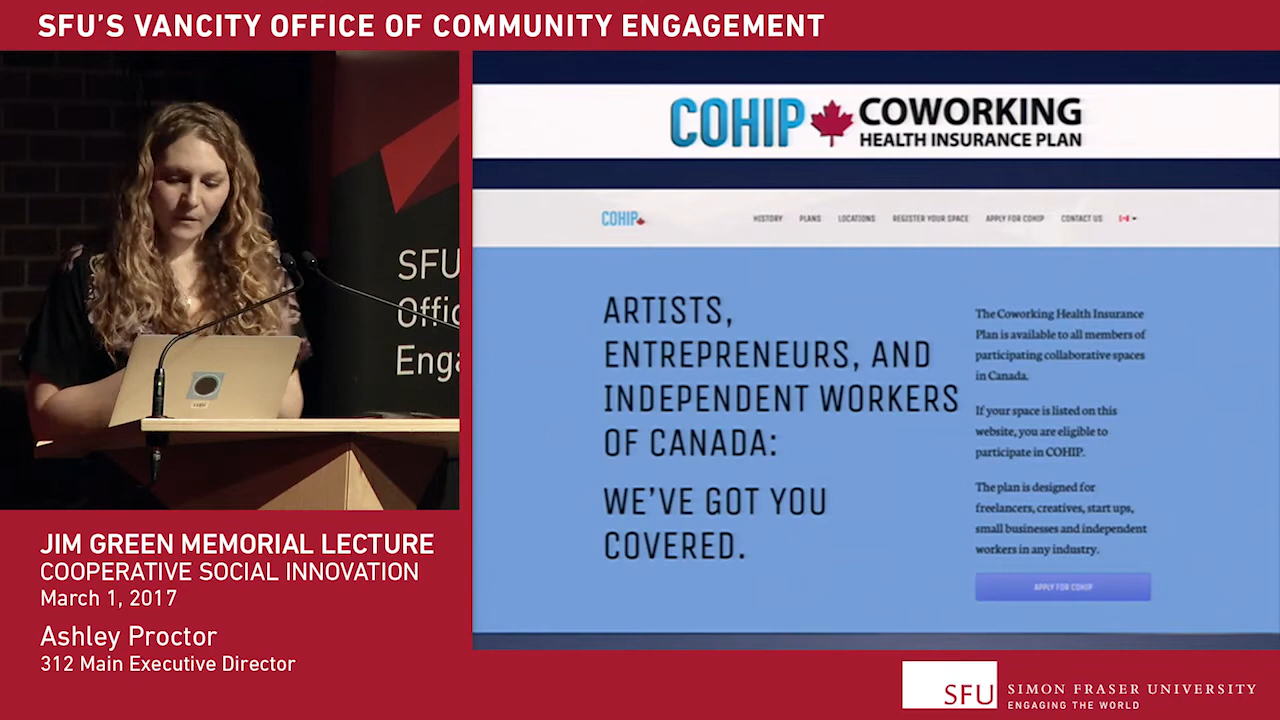 SFU'S VANCITY OFFICE OF COMMUNITY ENGAGEMENT
SFU
Offic
Enga
COHIP COWORKING
HEALTH INSURANCE PLAN
COHIP
HISTORY PLANS LOCATIONS REGISTER YOUR SPACE APPLY FOR COHIP CONTACT US
ARTISTS,
ENTREPRENEURS, AND
INDEPENDENT WORKERS
OF CANADA:
WE'VE GOT YOU
COVERED.
The Coworking Health Insurance
Plan is available to all members of
participating collaborative spaces
in Canada.
If your space is listed on this
website, you are eligible to
participate in COHIP.
The plan is designed for
freelancers, creatives, start ups,
small businesses and independent
workers in any industry.
APPLY FOR COHIP
JIM GREEN MEMORIAL LECTURE
COOPERATIVE SOCIAL INNOVATION
March 1, 2017
Ashley Proctor
312 Main Executive Director
SFU SIMON FRASER UNIVERSITY
ENGAGING THE WORLD